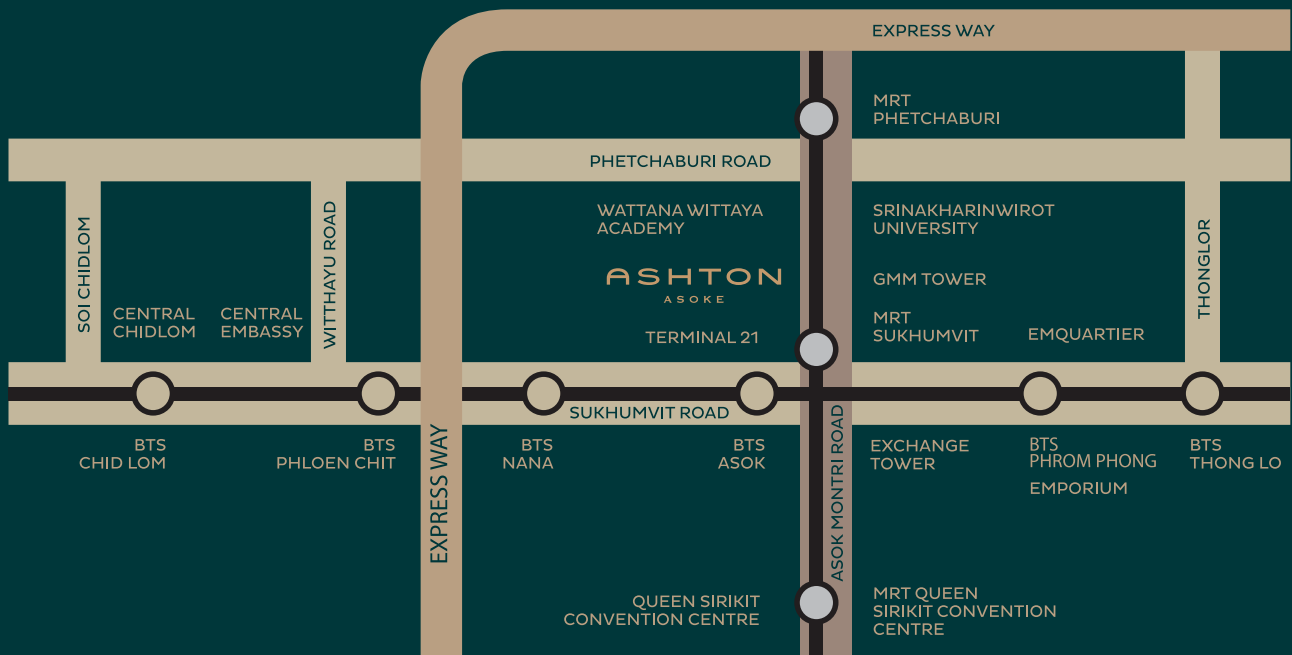 EXPRESS WAY
MRT
PHETCHABURI
PHETCHABURI ROAD
WATTANA WITTAYA
ACADEMY
SRINAKHARINWIROT
UNIVERSITY
SOI CHIDLOM
WITTHAYU ROAD
THONGLOR
ASHTON
ASOKE
GMM TOWER
CENTRAL
CHIDLOM
CENTRAL
EMBASSY
TERMINAL 21
MRT
SUKHUMVIT
EMQUARTIER
SUKHUMVIT ROAD
BTS
CHID LOM
BTS
PHLOEN CHIT
EXPRESS WAY
BTS
NANA
BTS
ASOK
ASOK MONTRI ROAD
EXCHANGE
TOWER
BTS
PHROM PHONG
EMPORIUM
BTS
THONG LO
QUEEN SIRIKIT
CONVENTION CENTRE
MRT QUEEN
SIRIKIT CONVENTION
CENTRE